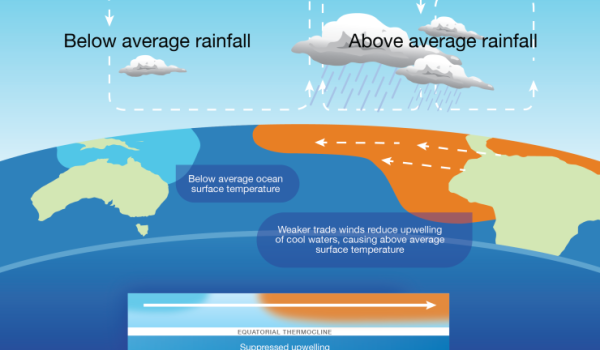 Below average rainfall
Above average rainfall
Below average ocean
surface temperature
Weaker trade winds reduce upwelling
of cool waters, causing above average
surface temperature
EQUATORIAL THERMOCLINE
Suppressed upwelling